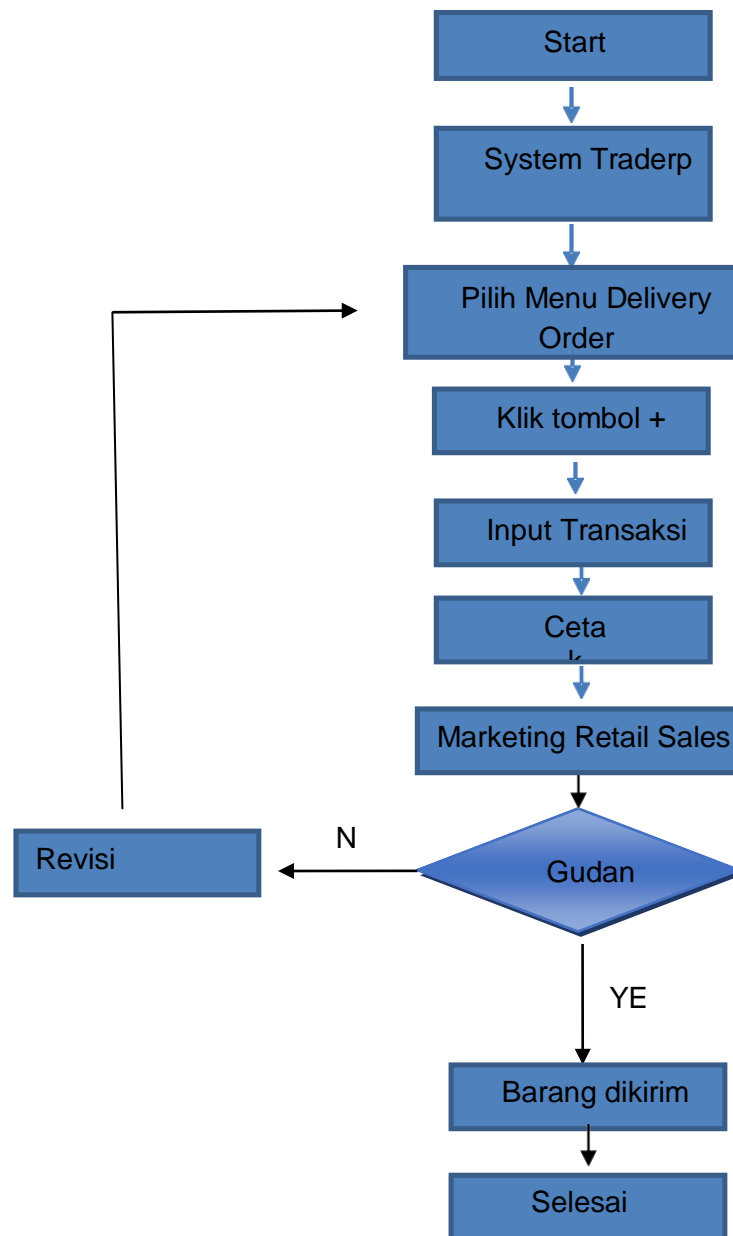 Start
System Traderp
Pilih Menu Delivery
Order
Klik tombol +
Input Transaksi
Ceta
k
Marketing Retail Sales
N
Revisi
Gudan
YE
Barang dikirim
Selesai